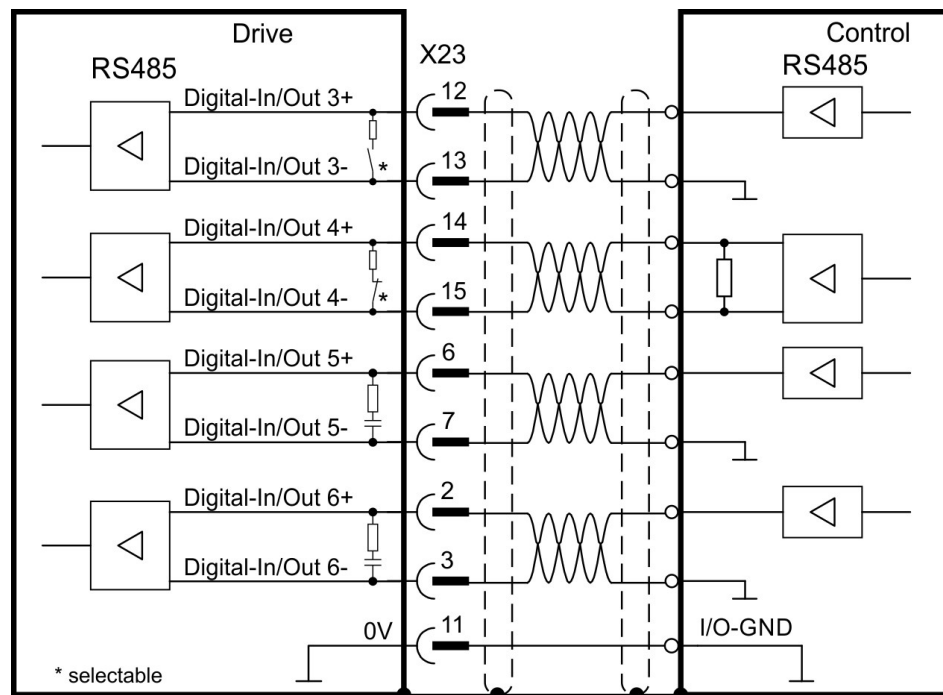 Drive
Control
X23
RS485
RS485
Digital-In/Out 3+
12
Digital-In/Out 3-
*
13
Digital-In/Out 4+
14
Digital-In/Out 4-
*
15
Digital-In/Out 5+
6
Digital-In/Out 5-
7
Digital-In/Out 6+
2
Digital-In/Out 6-
3
0V
11
I/O-GND
* selectable